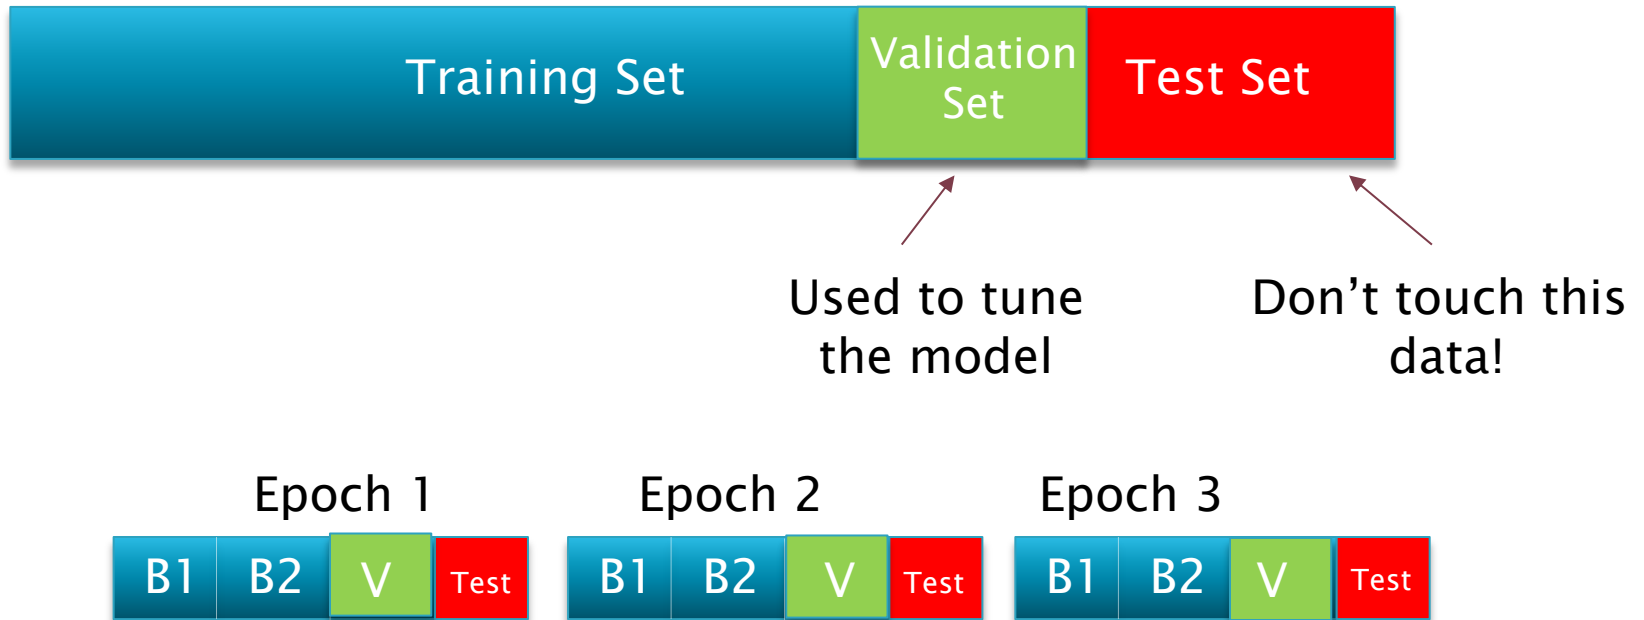 Training Set
Validation
Set
Test Set
Used to tune
the model
Don’t touch this
data!
Epoch 1
Epoch 2
Epoch 3
B1 B2 V Test
B1 B2 V Test
B1 B2 V Test